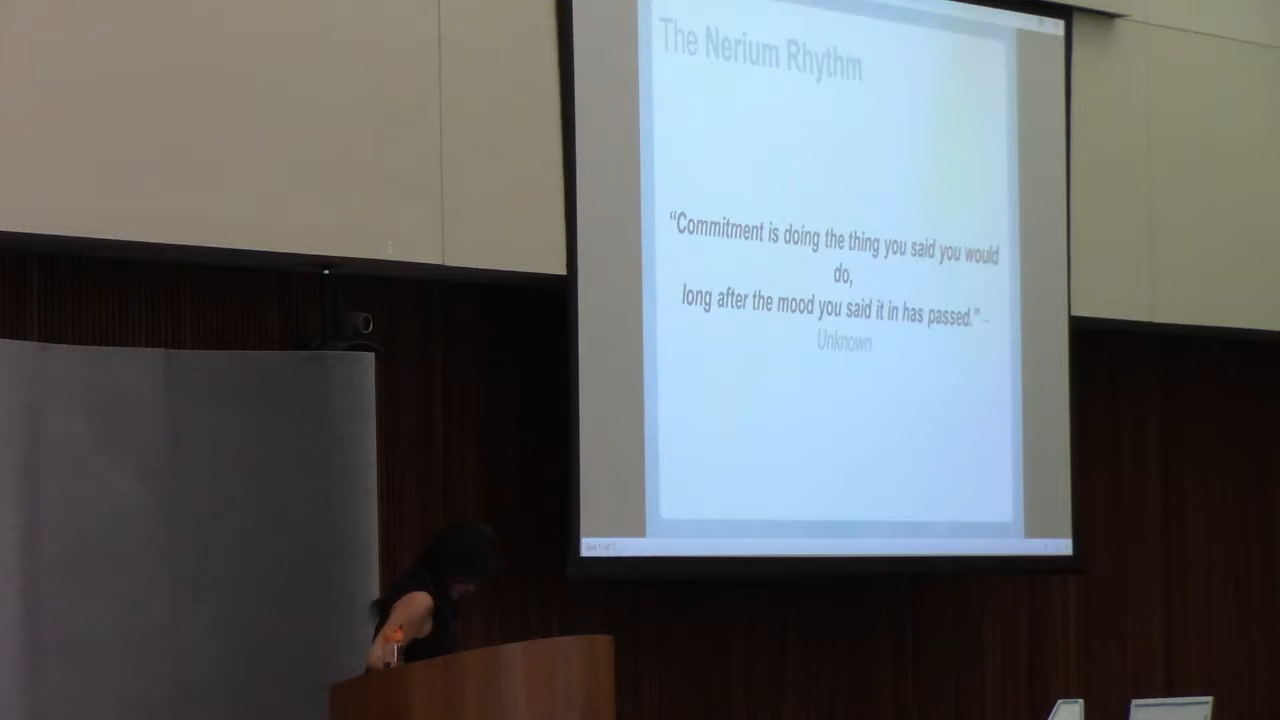 The Nerium Rhythm
“Commitment is doing the thing you said you would
do,
long after the mood you said it in has passed.” –
Unknown